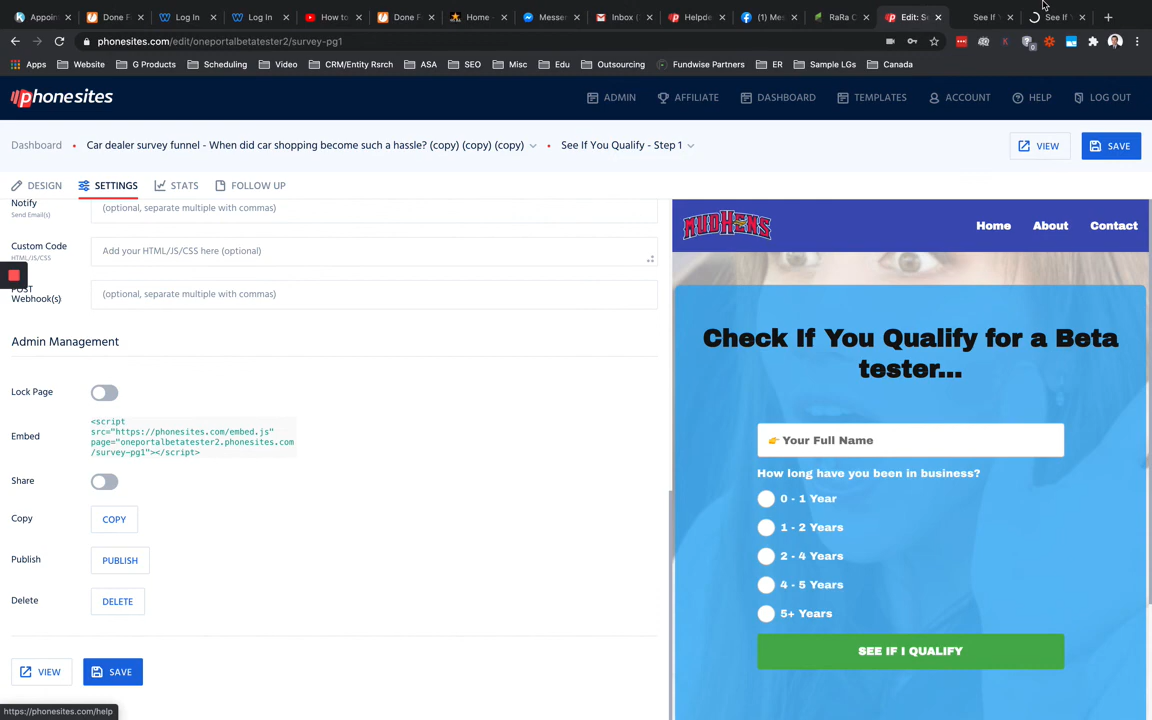 Appoin
Done F
Log In
Log In
How to
Done F
Home -
Messer
Inbox (
Helpde
(1) Mes
RaRa C
Edit: Se
See If Y
See If Y
phonesites.com/edit/oneportalbetatester2/survey-pg1
Apps
Website
G Products
Scheduling
Video
CRM/Entity Rsrch
ASA
SEO
Misc
Edu
Outsourcing
Fundwise Partners
ER
Sample LGs
Canada
phonesites
ADMIN
AFFILIATE
DASHBOARD
TEMPLATES
ACCOUNT
HELP
LOG OUT
Dashboard
Car dealer survey funnel - When did car shopping become such a hassle? (copy) (copy) (copy)
See If You Qualify - Step 1
VIEW
SAVE
DESIGN
SETTINGS
STATS
FOLLOW UP
Notify
Send Email(s)
(optional, separate multiple with commas)
Custom Code
HTML/JS/CSS
Add your HTML/JS/CSS here (optional)
POST
Webhook(s)
(optional, separate multiple with commas)
Admin Management
Lock Page
Embed
<script
src="https://phonesites.com/embed.js"
page="oneportalbetatester2.phonesites.com
/survey-pg1"></script>
Share
Copy
COPY
Publish
PUBLISH
Delete
DELETE
VIEW
SAVE
https://phonesites.com/help
MUDHENS
Home
About
Contact
Check If You Qualify for a Beta
tester...
👉 Your Full Name
How long have you been in business?
0 - 1 Year
1 - 2 Years
2 - 4 Years
4 - 5 Years
5+ Years
SEE IF I QUALIFY